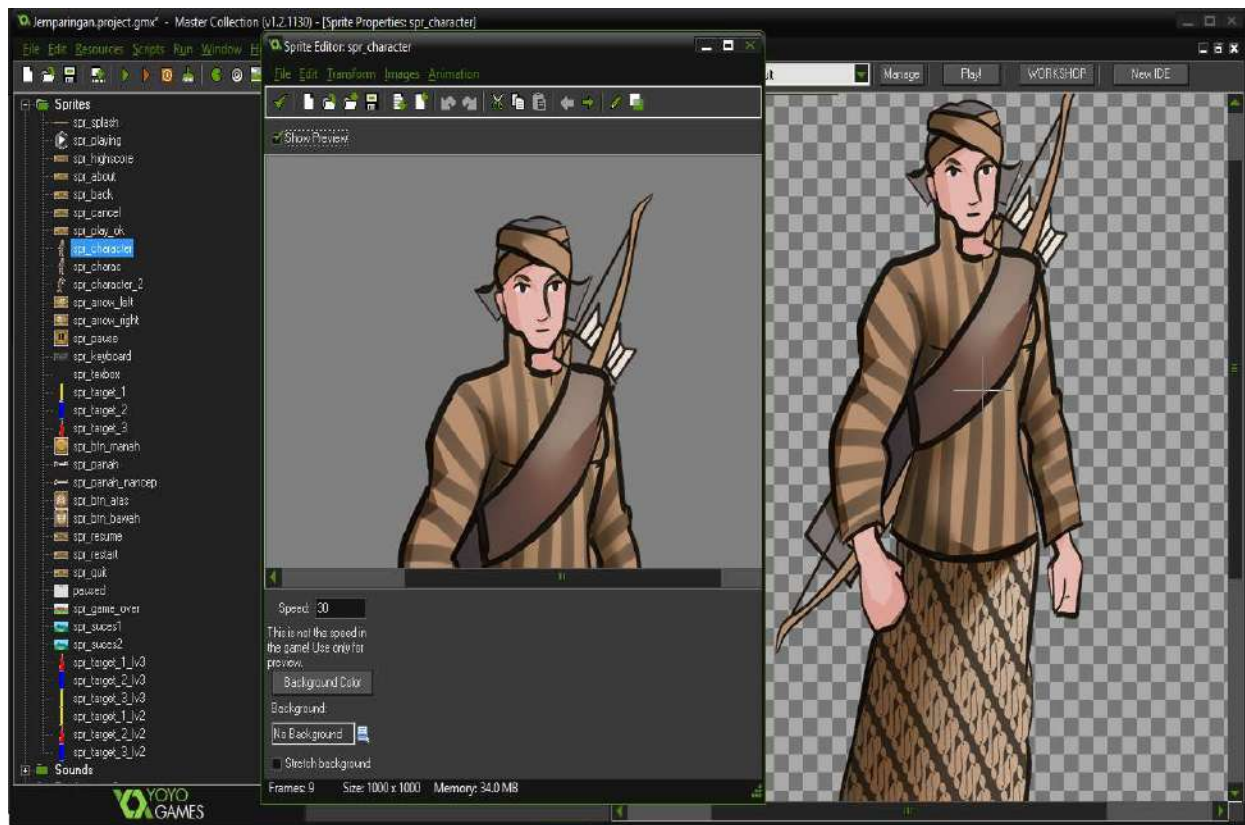 Jemparingan.project.gmx* - Master Collection (v1.2.1130) - [Sprite Properties: spr_character]
File Edit Resources Scripts Run Window H
Manage Play! WORKSHOP New IDE
Sprite Editor: spr_character
File Edit Transform Images Animation
Show Preview
Sprites
spr_splash
spr_playing
spr_highscore
spr_about
spr_back
spr_cancel
spr_play_ok
spr_character
spr_charac
spr_character_2
spr_arrow_left
spr_arrow_right
spr_pause
spr_keyboard
spr_texbox
spr_target_1
spr_target_2
spr_target_3
spr_btn_manah
spr_panah
spr_panah_nancep
spr_btn_atas
spr_btn_bawah
spr_resume
spr_restart
spr_quit
paused
spr_game_over
spr_suces1
spr_suces2
spr_target_1_lv3
spr_target_2_lv3
spr_target_3_lv3
spr_target_1_lv2
spr_target_2_lv2
spr_target_3_lv2
Sounds
YOYO
GAMES
Speed: 30
This is not the speed in
the game! Use only for
preview.
Background Color
Background:
No Background
Stretch background
Frames: 9 Size: 1000 x 1000 Memory: 34.0 MB